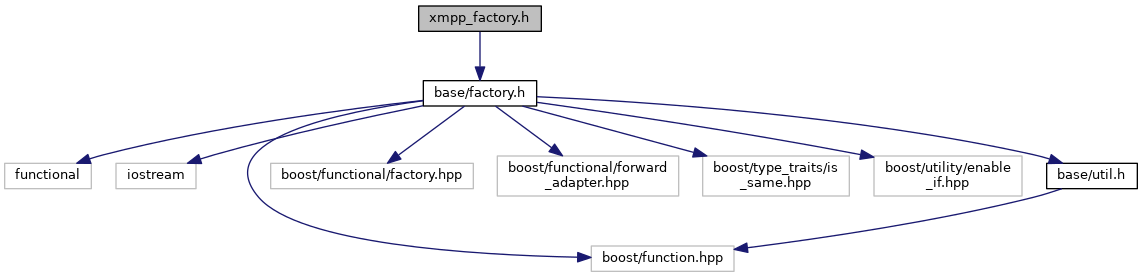 xmpp_factory.h
base/factory.h
functional
iostream
boost/functional/factory.hpp
boost/functional/forward
_adapter.hpp
boost/type_traits/is
_same.hpp
boost/utility/enable
_if.hpp
base/util.h
boost/function.hpp